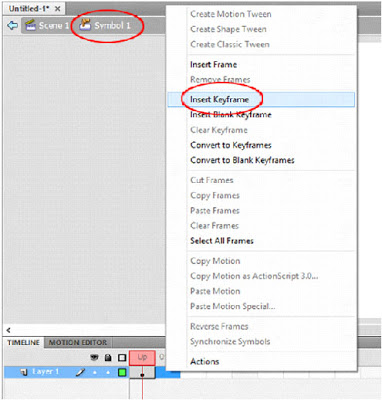 Untitled-1* ×
Scene 1 Symbol 1
Create Motion Tween
Create Shape Tween
Create Classic Tween
Insert Frame
Remove Frames
Insert Keyframe
Insert Blank Keyframe
Clear Keyframe
Convert to Keyframes
Convert to Blank Keyframes
Cut Frames
Copy Frames
Paste Frames
Clear Frames
Select All Frames
Copy Motion
Copy Motion as ActionScript 3.0...
Paste Motion
Paste Motion Special...
Reverse Frames
Synchronize Symbols
Actions
TIMELINE MOTION EDITOR
Up
Layer 1